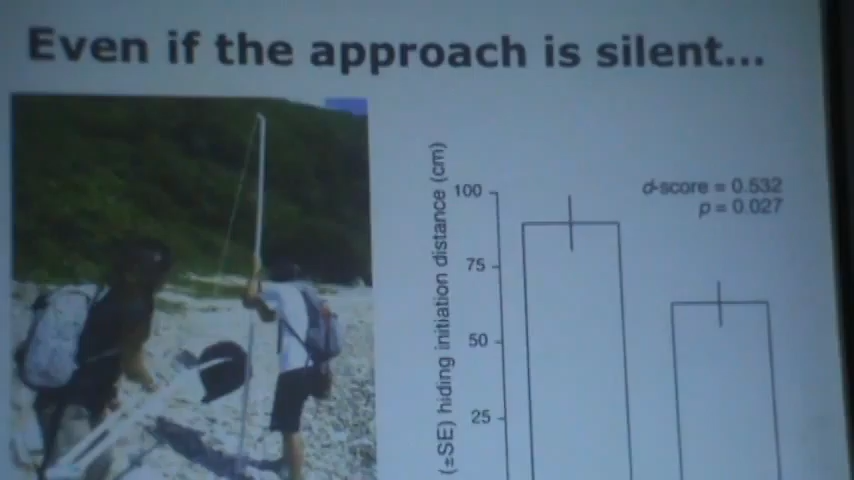 Even if the approach is silent...
(±SE) hiding initiation distance (cm)
100
75
50
25
d-score = 0.532
p = 0.027